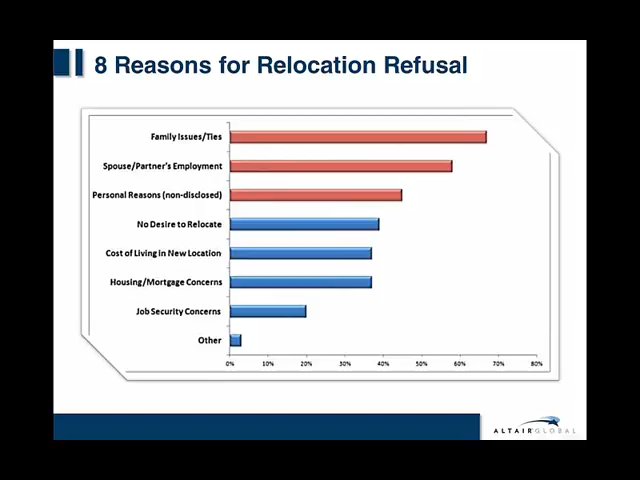 8 Reasons for Relocation Refusal
Family Issues/Ties
Spouse/Partner's Employment
Personal Reasons (non-disclosed)
No Desire to Relocate
Cost of Living in New Location
Housing/Mortgage Concerns
Job Security Concerns
Other
0% 10% 20% 30% 40% 50% 60% 70% 80%
ALTAIR GLOBAL